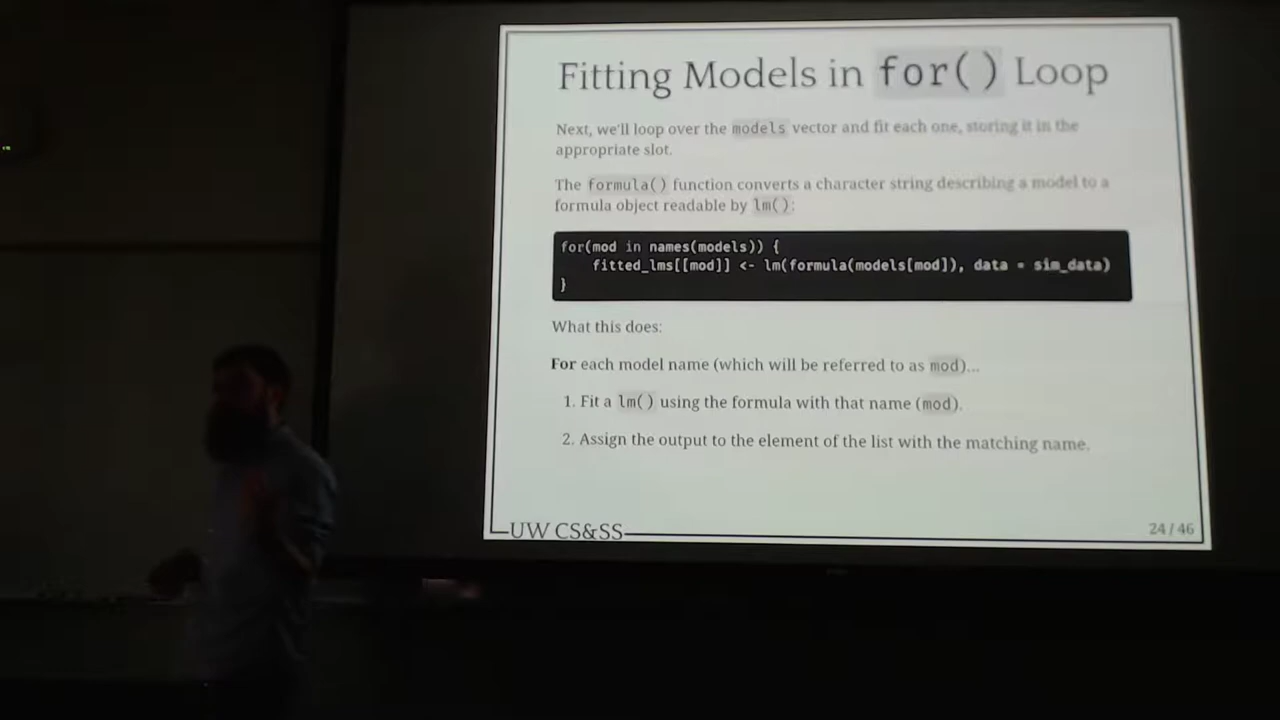 Fitting Models in for() Loop
Next, we'll loop over the models vector and fit each one, storing it in the
appropriate slot.
The formula() function converts a character string describing a model to a
formula object readable by lm():
for(mod in names(models)) {
    fitted_lms[[mod]] <- lm(formula(models[mod]), data = sim_data)
}
What this does:
For each model name (which will be referred to as mod)...
1. Fit a lm() using the formula with that name (mod).
2. Assign the output to the element of the list with the matching name.
UW CS&SS
24 / 46